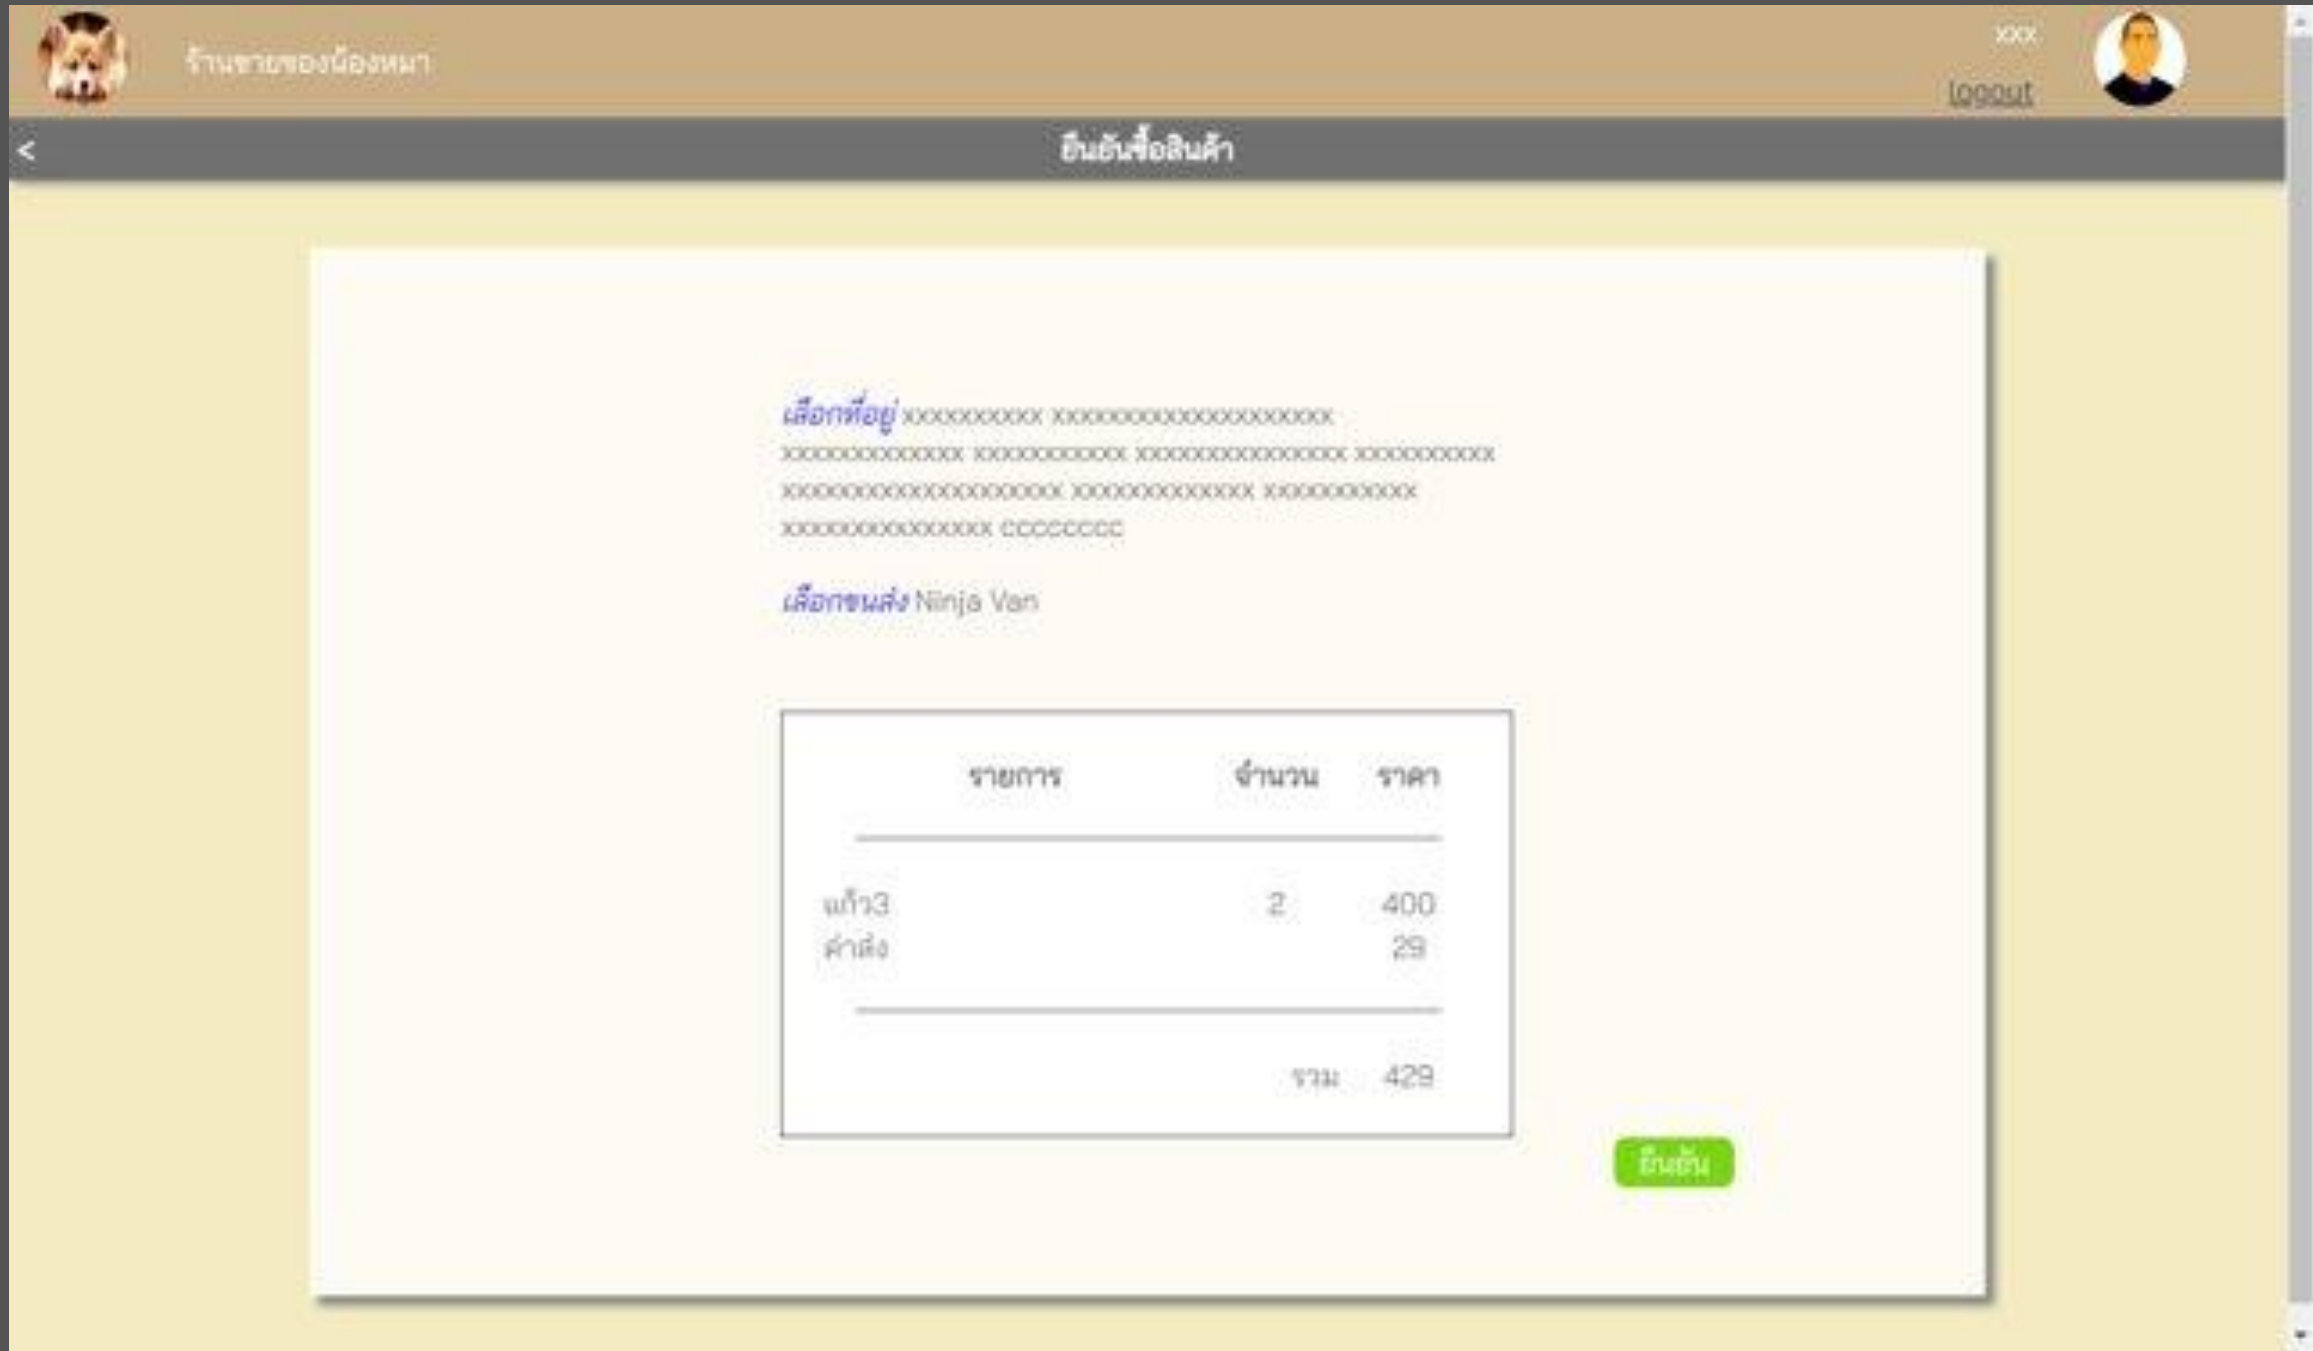 ร้านขายของน้องหมา
xxx
logout
<
ยืนยันซื้อสินค้า
เลือกที่อยู่ xxxxxxxxxx xxxxxxxxxxxxxxxxxxxx
xxxxxxxxxxxxx xxxxxxxxxxx xxxxxxxxxxxxxxx xxxxxxxxxx
xxxxxxxxxxxxxxxxxxxx xxxxxxxxxxxxx xxxxxxxxxxx
xxxxxxxxxxxxxxx cccccccc
เลือกขนส่ง Ninja Van
รายการ จำนวน ราคา
แก้ว3 2 400
ค่าส่ง 29
รวม 429
ยืนยัน